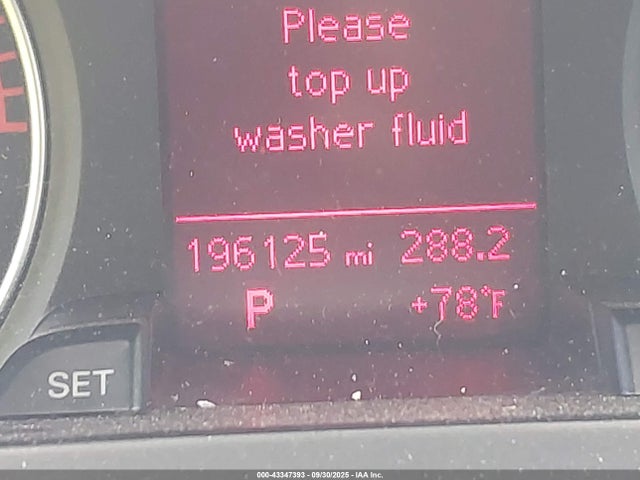 Please
top up
washer fluid
196125 mi 288.2
P +78°F
SET
000-43347393 - 09/30/2025 - IAA Inc.